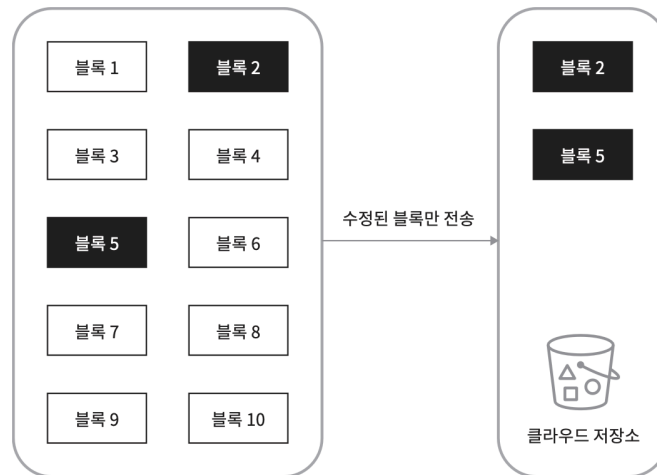 블록 1
블록 2
블록 3
블록 4
블록 5
블록 6
블록 7
블록 8
블록 9
블록 10
수정된 블록만 전송
블록 2
블록 5
클라우드 저장소